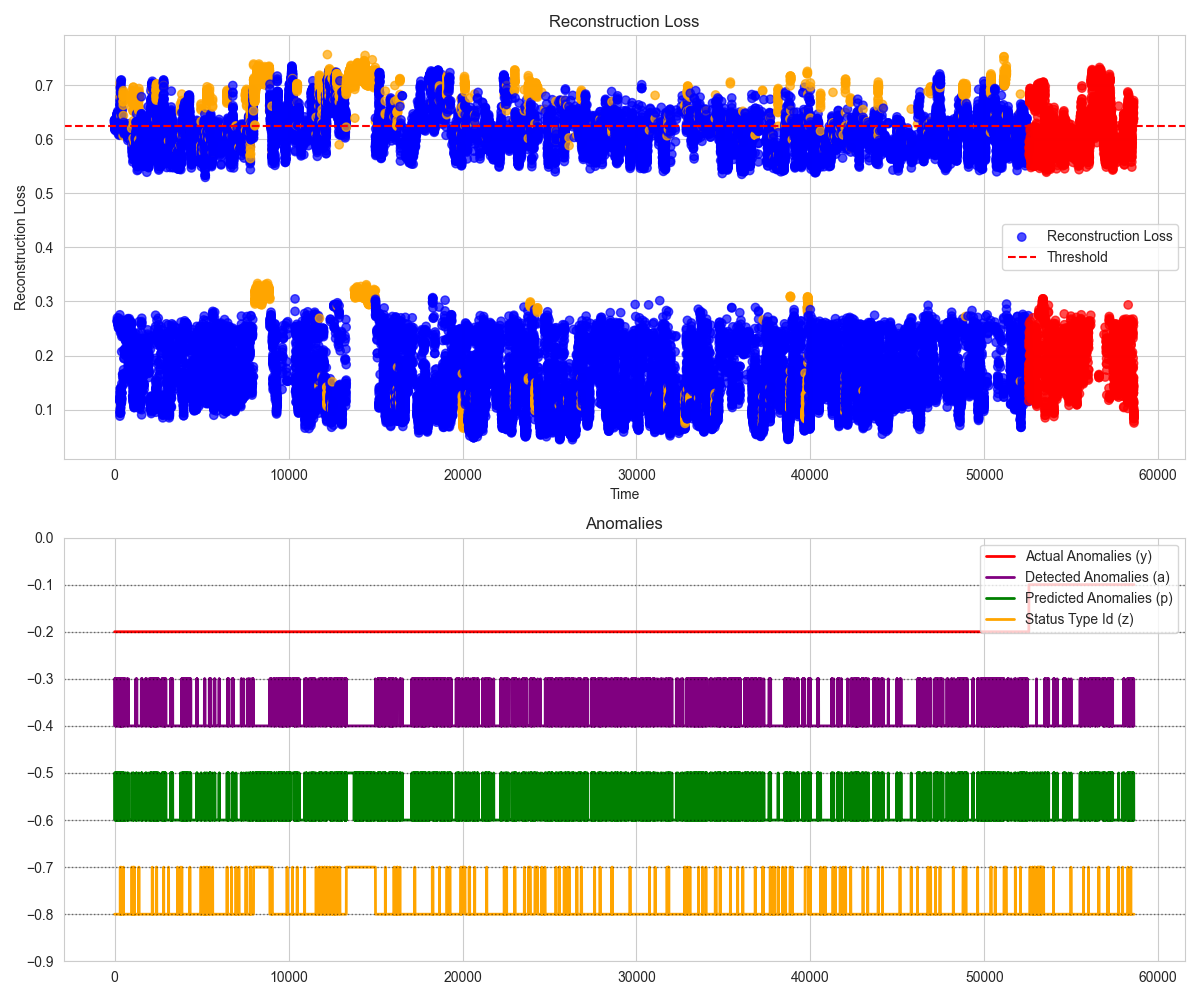 Reconstruction Loss
0.7
0.6
0.5
0.4
0.3
0.2
0.1
Reconstruction Loss
Reconstruction Loss
Threshold
0 10000 20000 30000 40000 50000 60000
Time
Anomalies
0.0
−0.1
−0.2
−0.3
−0.4
−0.5
−0.6
−0.7
−0.8
−0.9
Actual Anomalies (y)
Detected Anomalies (a)
Predicted Anomalies (p)
Status Type Id (z)
0 10000 20000 30000 40000 50000 60000